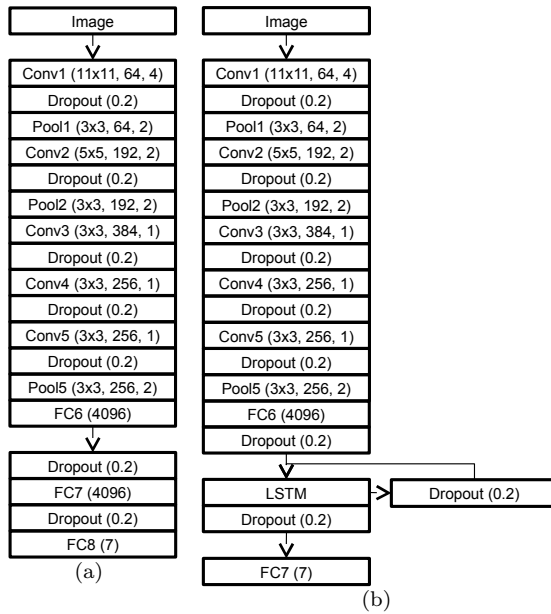 Image
Conv1 (11x11, 64, 4)
Dropout (0.2)
Pool1 (3x3, 64, 2)
Conv2 (5x5, 192, 2)
Dropout (0.2)
Pool2 (3x3, 192, 2)
Conv3 (3x3, 384, 1)
Dropout (0.2)
Conv4 (3x3, 256, 1)
Dropout (0.2)
Conv5 (3x3, 256, 1)
Dropout (0.2)
Pool5 (3x3, 256, 2)
FC6 (4096)
Dropout (0.2)
FC7 (4096)
Dropout (0.2)
FC8 (7)
(a)
Image
Conv1 (11x11, 64, 4)
Dropout (0.2)
Pool1 (3x3, 64, 2)
Conv2 (5x5, 192, 2)
Dropout (0.2)
Pool2 (3x3, 192, 2)
Conv3 (3x3, 384, 1)
Dropout (0.2)
Conv4 (3x3, 256, 1)
Dropout (0.2)
Conv5 (3x3, 256, 1)
Dropout (0.2)
Pool5 (3x3, 256, 2)
FC6 (4096)
Dropout (0.2)
LSTM
Dropout (0.2)
Dropout (0.2)
FC7 (7)
(b)